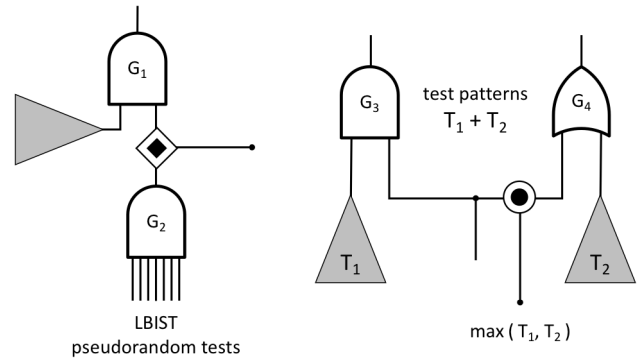 G₁
G₂
LBIST
pseudorandom tests
G₃
test patterns
T₁ + T₂
G₄
T₁
T₂
max ( T₁, T₂ )